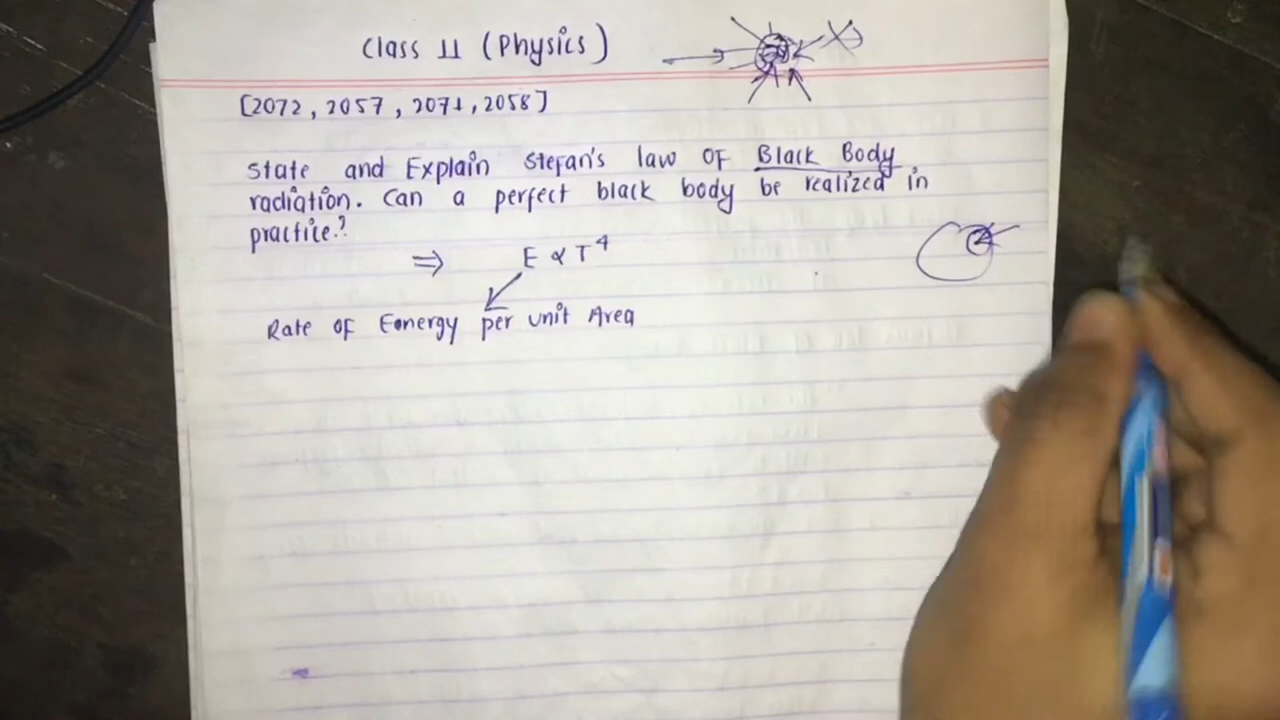 Class 11 (Physics)
[2072, 2057, 2071, 2058]
State and Explain Stefan's law OF Black Body
radiation. Can a perfect black body be realized in
practice.?
⇒ E ∝ T⁴
Rate OF Eonergy per unit Area